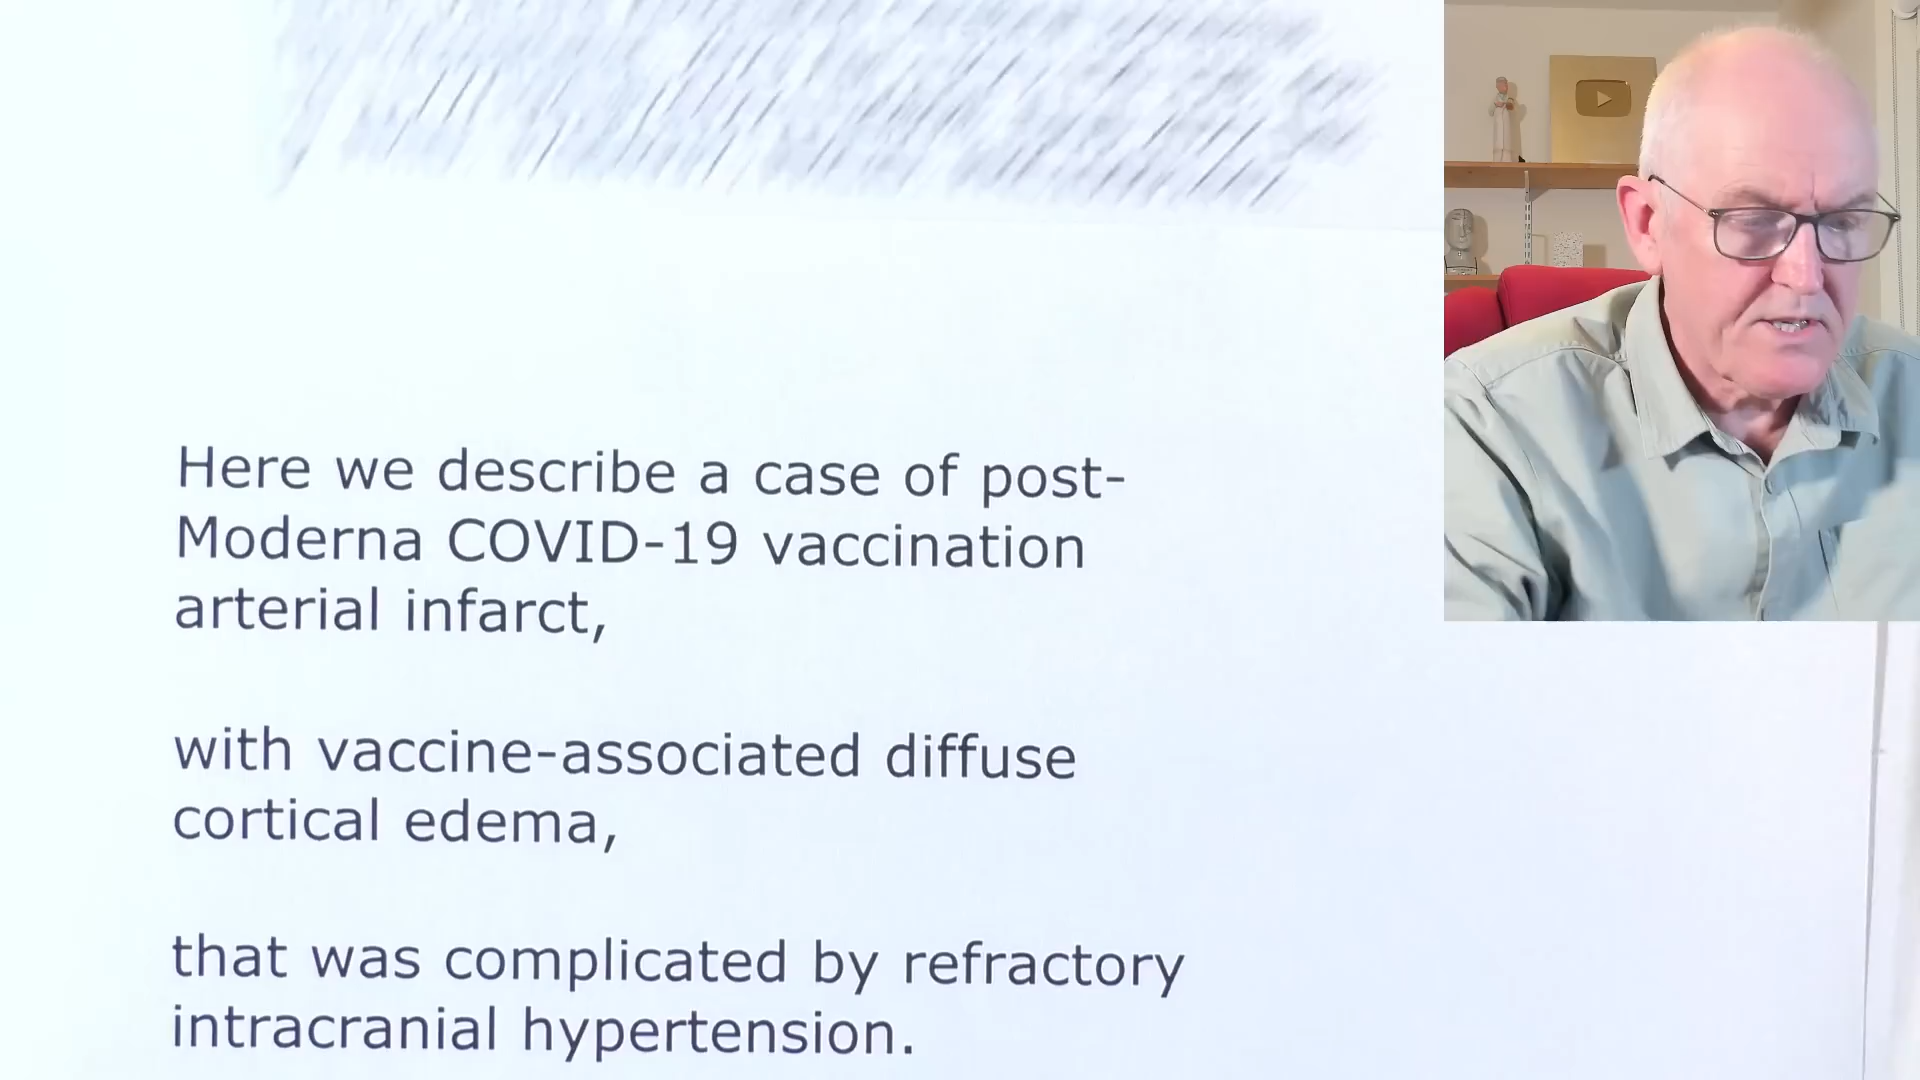 Here we describe a case of post-
Moderna COVID-19 vaccination
arterial infarct,
with vaccine-associated diffuse
cortical edema,
that was complicated by refractory
intracranial hypertension.